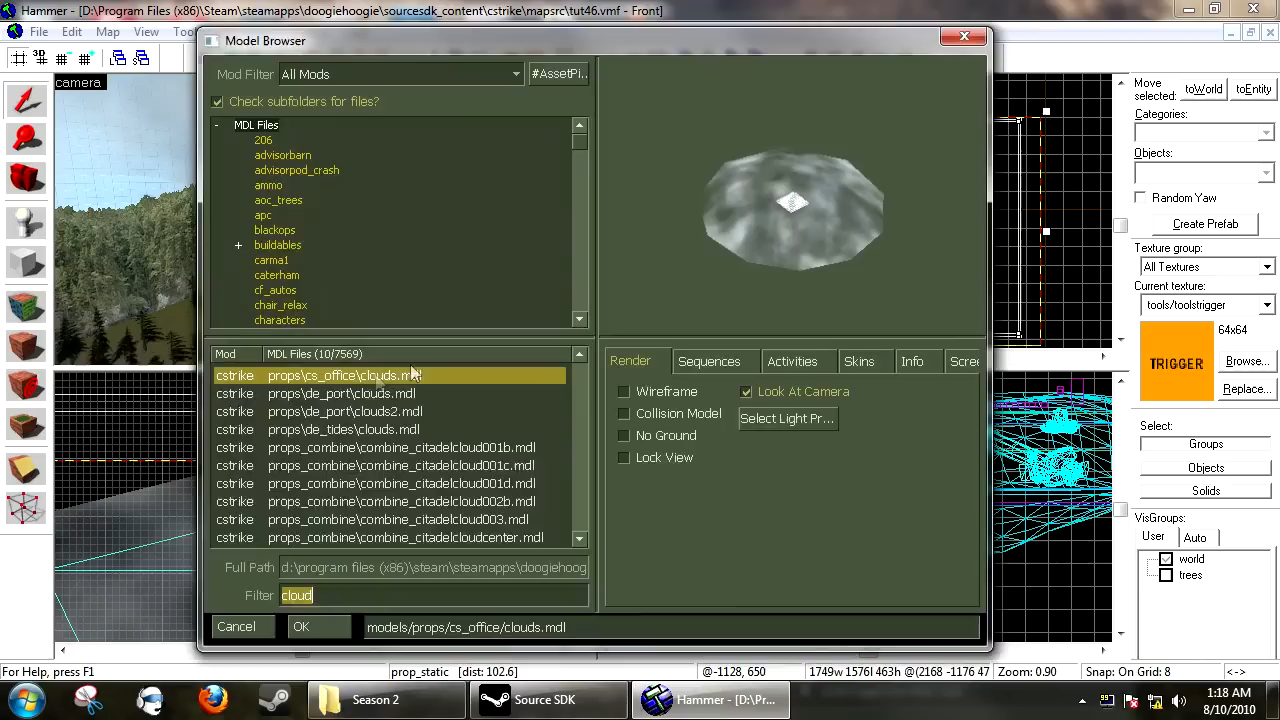 Hammer - [D:\Program Files (x86)\Steam\steamapps\doogiehoogie\sourcesdk_content\cstrike\mapsrc\tut46.vmf - Front]
File Edit Map View
camera
Model Browser
Mod Filter All Mods #AssetPi..
Check subfolders for files?
MDL Files
206
advisorbarn
advisorpod_crash
ammo
aoc_trees
apc
blackops
buildables
carma1
caterham
cf_autos
chair_relax
characters
Mod MDL Files (10/7969)
cstrike props\cs_office\clouds.mdl
cstrike
cstrike props\de_port\clouds2.mdl
cstrike props\de_tides\clouds.mdl
cstrike props_combine\combine_citadelcloud001b.mdl
cstrike props_combine\combine_citadelcloud001c.mdl
cstrike props_combine\combine_citadelcloud001d.mdl
cstrike props_combine\combine_citadelcloud002b.mdl
cstrike props_combine\combine_citadelcloud003.mdl
cstrike props_combine\combine_citadelcloudcenter.mdl
Full Path d:\program files (x86)\steam\steamapps\doogiehoog
Filter cloud
Cancel OK models/props/cs_office/clouds.mdl
Render Sequences Activities Skins Info Scree
Wireframe Look At Camera
Collision Model Select Light Pr...
No Ground
Lock View
Move
selected: toWorld toEntity
Categories:
Objects:
Random Yaw
Create Prefab
Texture group:
All Textures
Current texture:
tools/toolstrigger
64x64
TRIGGER
Browse...
Replace...
Select:
Groups
Objects
Solids
VisGroups:
User Auto
world
trees
For Help, press F1 prop_static [dist: 102.6] @-1128, 650 1749w 1576l 463h @(2168 -1176 47 Zoom: 0.90 Snap: On Grid: 8 <->
Season 2 Source SDK Hammer - [D:\Pr...
1:18 AM
8/10/2010